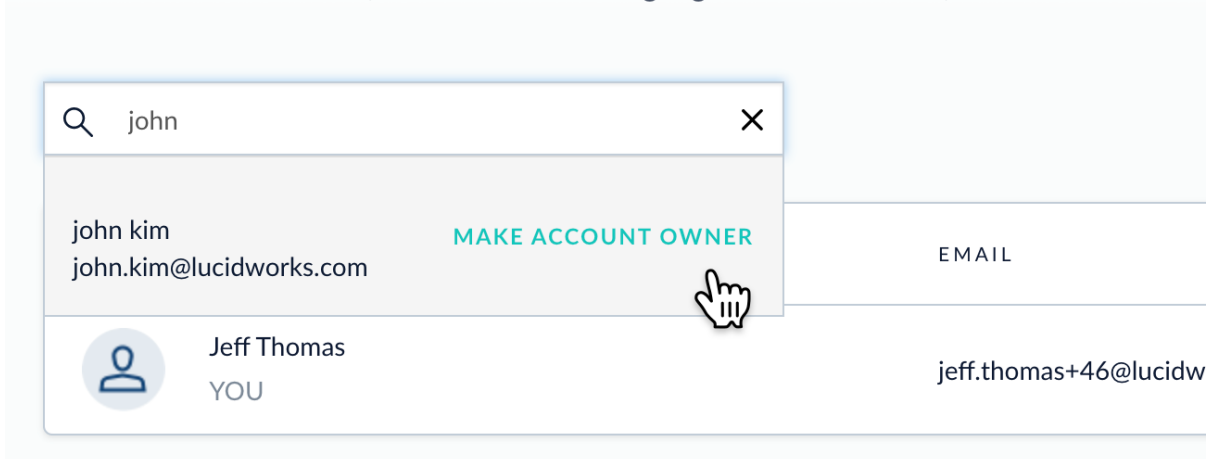 john
john kim
MAKE ACCOUNT OWNER
john.kim@lucidworks.com
EMAIL
Jeff Thomas
YOU
jeff.thomas+46@lucidw